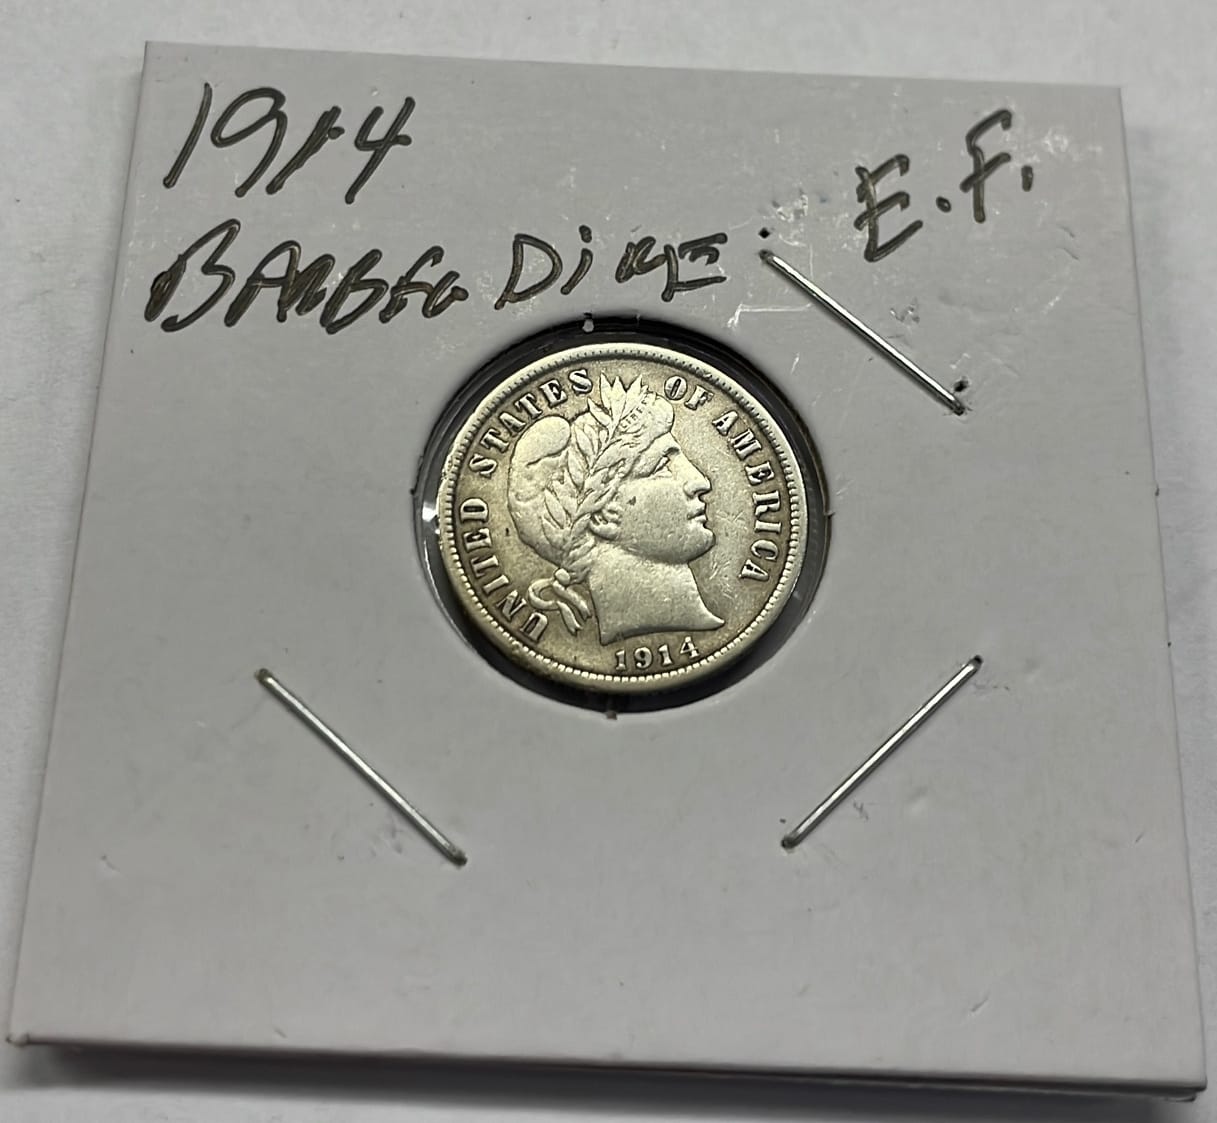 1914
E.F.
BARBER DIME
UNITED STATES OF AMERICA
1914